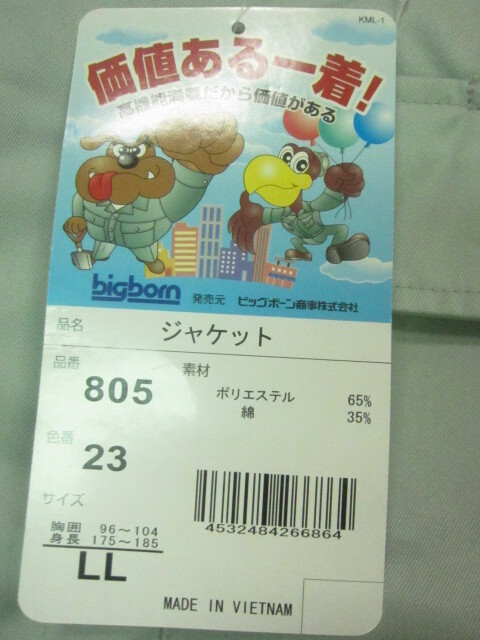 KML-1
価値ある一着!
高機能満載だから価値がある
bigborn 発売元 ビッグボーン商事株式会社
品名 ジャケット
品番 805
素材
ポリエステル 65%
綿 35%
色番 23
サイズ
胸囲 96～104
身長 175～185
LL
4532484266864
MADE IN VIETNAM